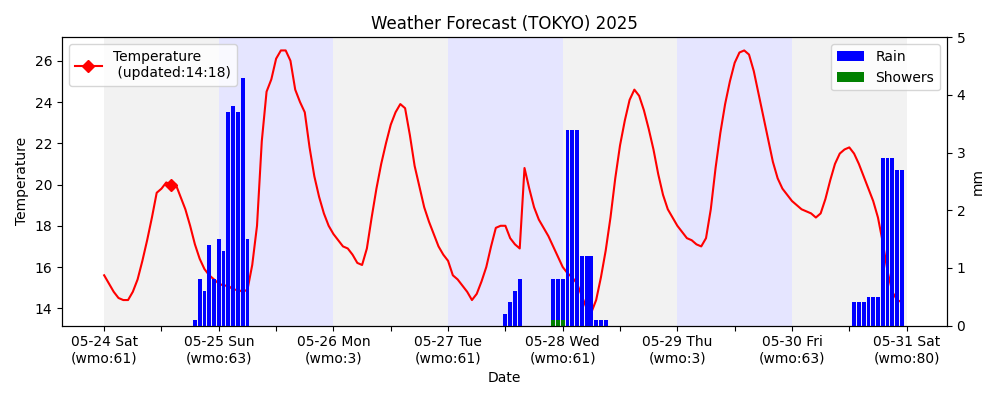 Weather Forecast (TOKYO) 2025
Temperature
(updated:14:18)
Rain
Showers
26
24
22
20
18
16
14
Temperature
5
4
3
2
1
0
mm
05-24 Sat
(wmo:61)
05-25 Sun
(wmo:63)
05-26 Mon
(wmo:3)
05-27 Tue
(wmo:61)
05-28 Wed
(wmo:61)
05-29 Thu
(wmo:3)
05-30 Fri
(wmo:63)
05-31 Sat
(wmo:80)
Date